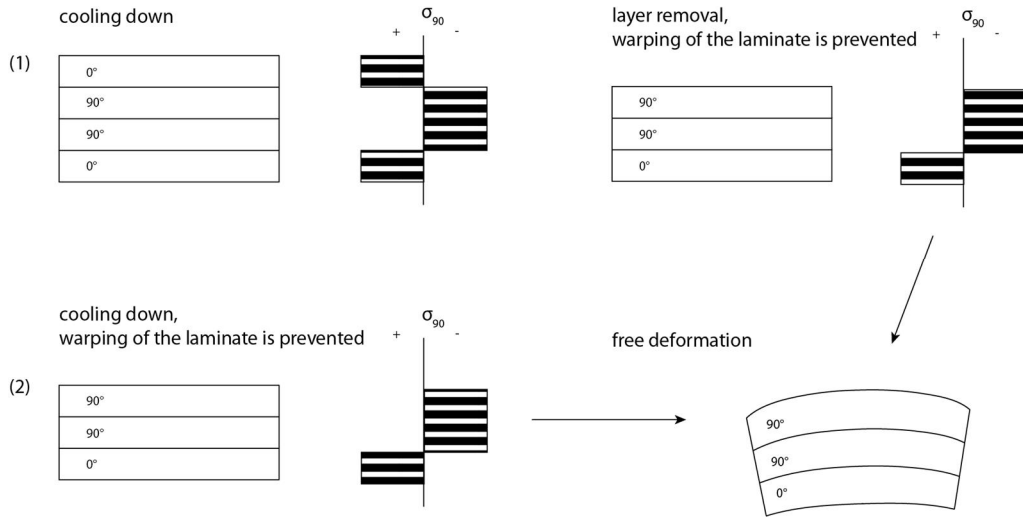 cooling down
σ90
+ -
(1)
0°
90°
90°
0°
layer removal,
warping of the laminate is prevented
σ90
+ -
90°
90°
0°
cooling down,
warping of the laminate is prevented
σ90
+ -
(2)
90°
90°
0°
free deformation
90°
90°
0°